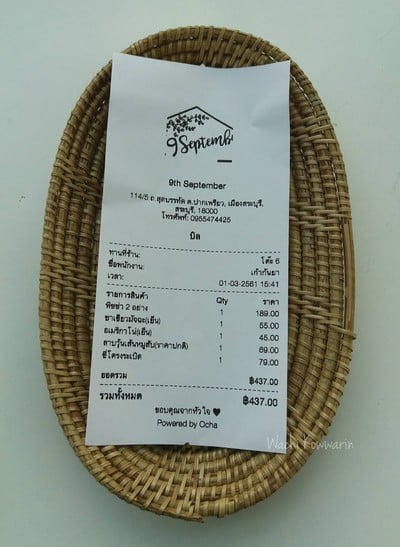 9 Septemb
9th September
114/5 ถ.สุดบรรทัด ต.ปากเพรียว, เมืองสระบุรี,
สระบุรี, 18000
โทรศัพท์: 0955474425
บิล
ทานที่ร้าน: โต๊ะ 6
ชื่อพนักงาน: เก๋ากันยา
เวลา: 01-03-2561 15:41
รายการสินค้า Qty ราคา
พิซซ่า 2 อย่าง 1 189.00
ชาเขียวมัจฉะ(เย็น) 1 55.00
อเมริกาโน่(เย็น) 1 45.00
ลาบวุ้นเส้นหมูสับ(ราคาปกติ) 1 69.00
ซี่โครงระเบิด 1 79.00
ยอดรวม ฿437.00
รวมทั้งหมด ฿437.00
ขอบคุณจากหัวใจ ♥
Powered by Ocha
Wachi Kowwarin